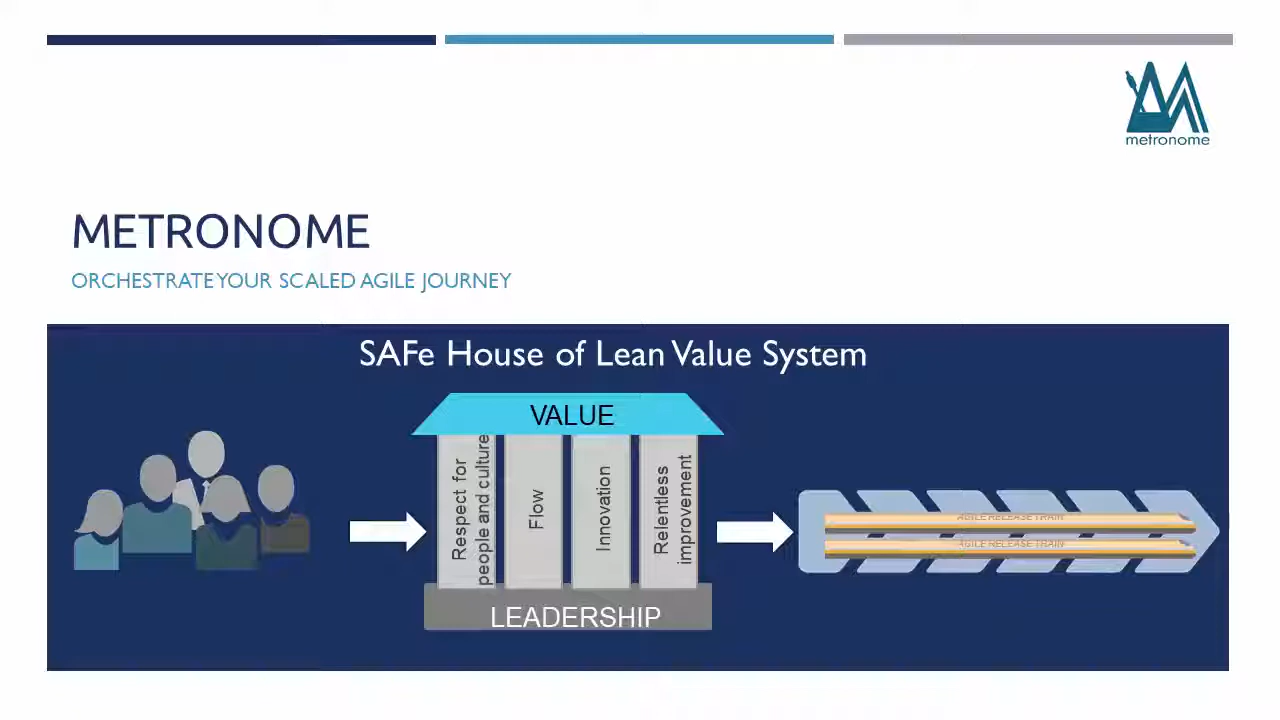 metronome
METRONOME
ORCHESTRATE YOUR SCALED AGILE JOURNEY
SAFe House of Lean Value System
VALUE
Respect for
people and culture
Flow
Innovation
Relentless
improvement
LEADERSHIP
AGILE RELEASE TRAIN
AGILE RELEASE TRAIN